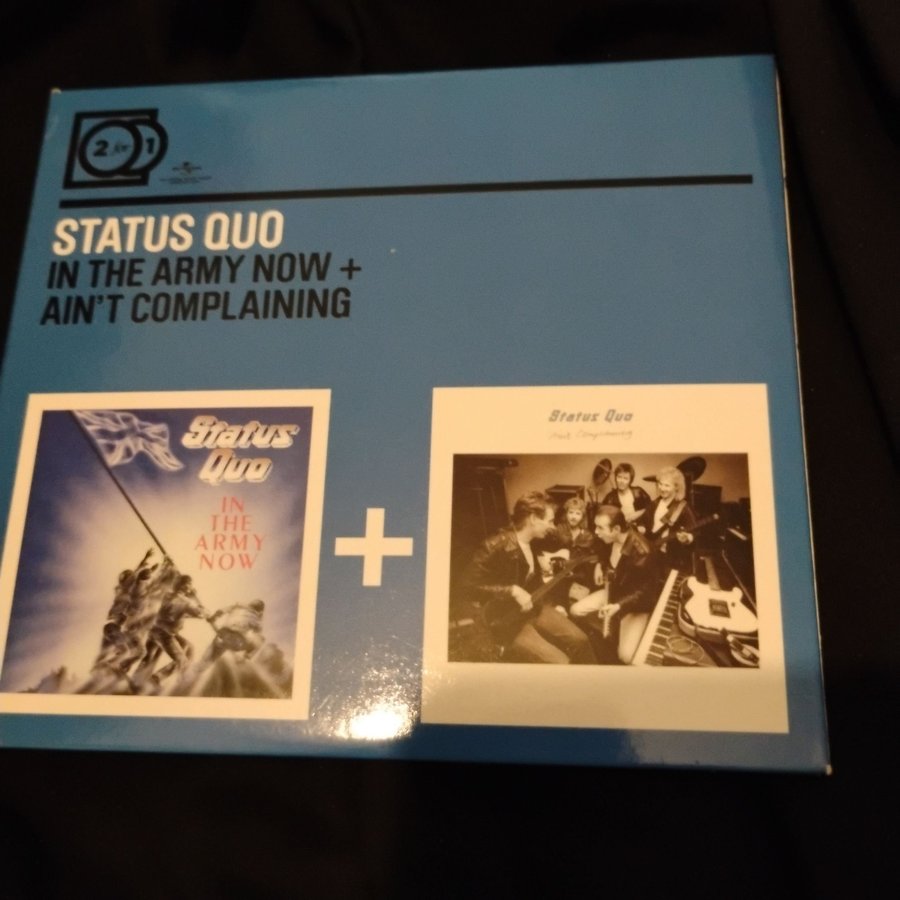 2 for 1
STATUS QUO
IN THE ARMY NOW +
AIN'T COMPLAINING
Status
Quo
IN
THE
ARMY
NOW
+
Status Quo
Ain't Complaining